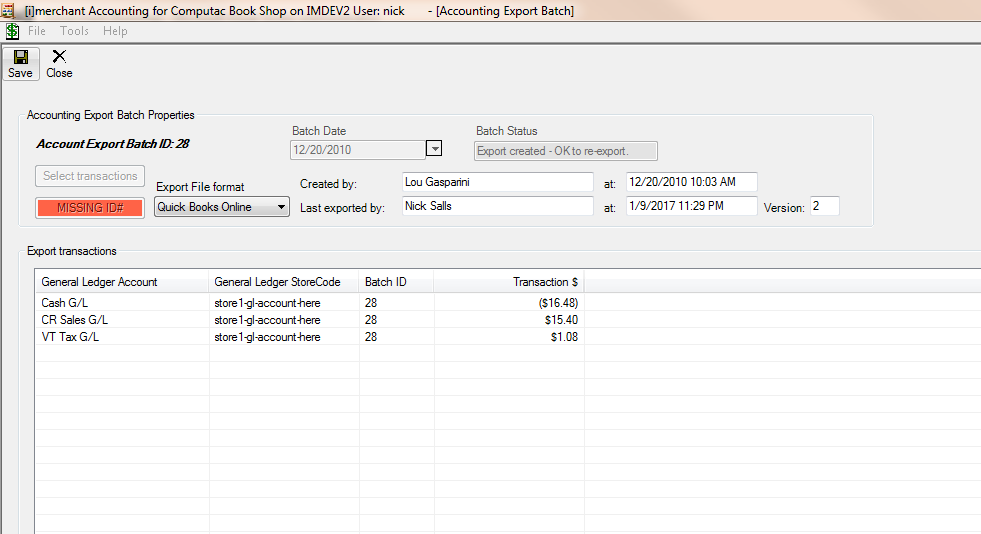 [i]merchant Accounting for Computac Book Shop on IMDEV2 User: nick - [Accounting Export Batch]
File Tools Help
Save Close
Accounting Export Batch Properties
Account Export Batch ID: 28
Batch Date
Batch Status
12/20/2010
Export created - OK to re-export.
Select transactions
Export File format
Created by:
Lou Gasparini
at:
12/20/2010 10:03 AM
MISSING ID#
Quick Books Online
Last exported by:
Nick Salls
at:
1/9/2017 11:29 PM
Version:
2
Export transactions
General Ledger Account General Ledger StoreCode Batch ID Transaction $
Cash G/L store1-gl-account-here 28 ($16.48)
CR Sales G/L store1-gl-account-here 28 $15.40
VT Tax G/L store1-gl-account-here 28 $1.08